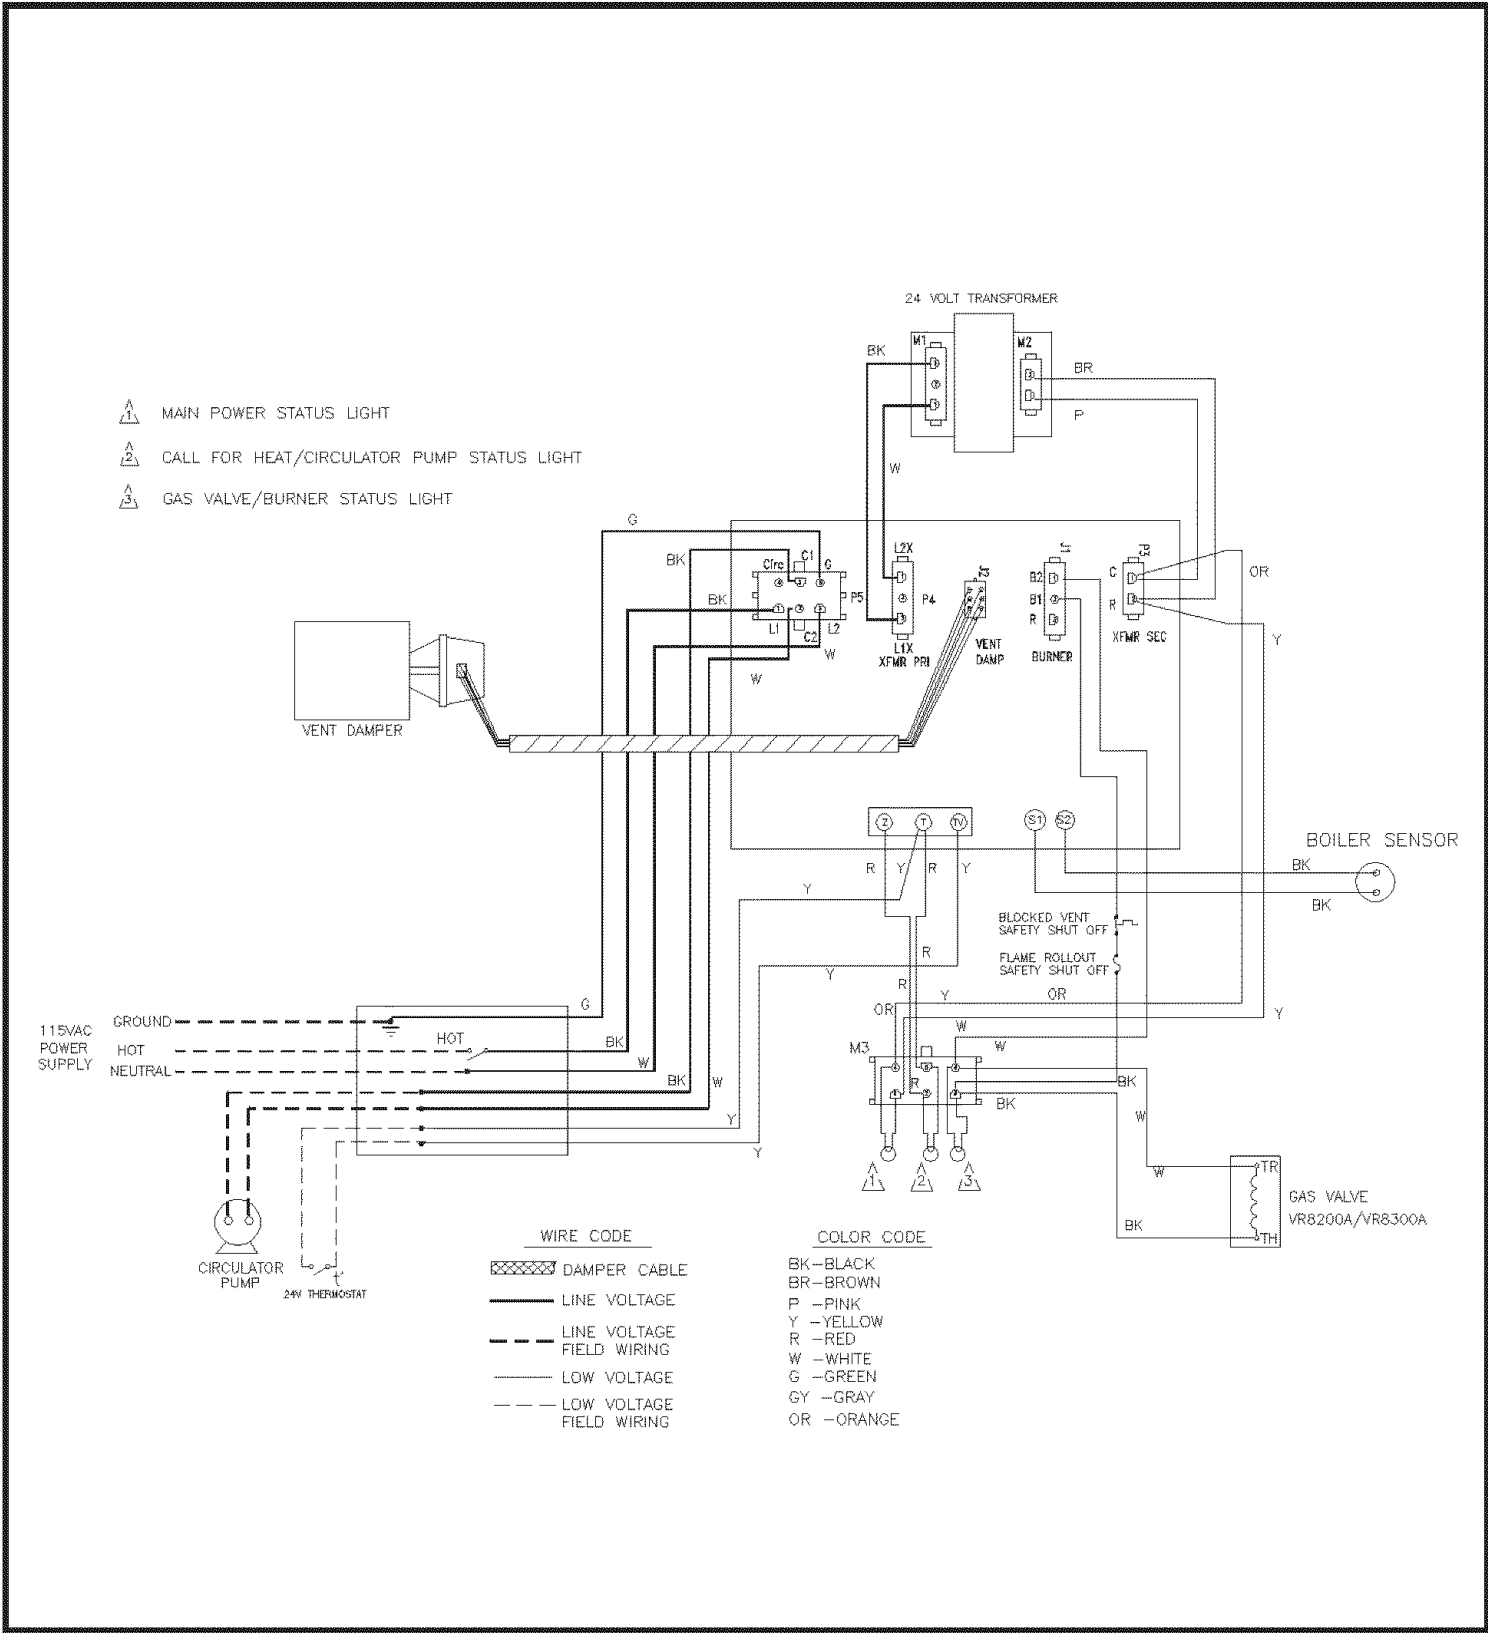 24 VOLT TRANSFORMER
M1
M2
BK
BR
P
W
1 MAIN POWER STATUS LIGHT
2 CALL FOR HEAT/CIRCULATOR PUMP STATUS LIGHT
3 GAS VALVE/BURNER STATUS LIGHT
G
BK
Circ
C1
G
L2X
J2
J1
P3
B2
C
OR
BK
P5
P4
B1
R
L1
C2
L2
R
XFMR SEC
Y
W
L1X
XFMR PRI
VENT
DAMP
BURNER
W
VENT DAMPER
Z
T
TV
S1
S2
BOILER SENSOR
R
Y
R
Y
BK
BK
Y
BLOCKED VENT
SAFETY SHUT OFF
R
FLAME ROLLOUT
SAFETY SHUT OFF
Y
R
Y
OR
OR
G
Y
GROUND
115VAC
POWER
SUPPLY
HOT
NEUTRAL
HOT
BK
W
W
W
M3
BK
W
R
BK
BK
W
Y
Y
1
2
3
W
TR
GAS VALVE
VR8200A/VR8300A
BK
TH
CIRCULATOR
PUMP
24V THERMOSTAT
WIRE CODE
DAMPER CABLE
LINE VOLTAGE
LINE VOLTAGE
FIELD WIRING
LOW VOLTAGE
LOW VOLTAGE
FIELD WIRING
COLOR CODE
BK-BLACK
BR-BROWN
P -PINK
Y -YELLOW
R -RED
W -WHITE
G -GREEN
GY -GRAY
OR -ORANGE